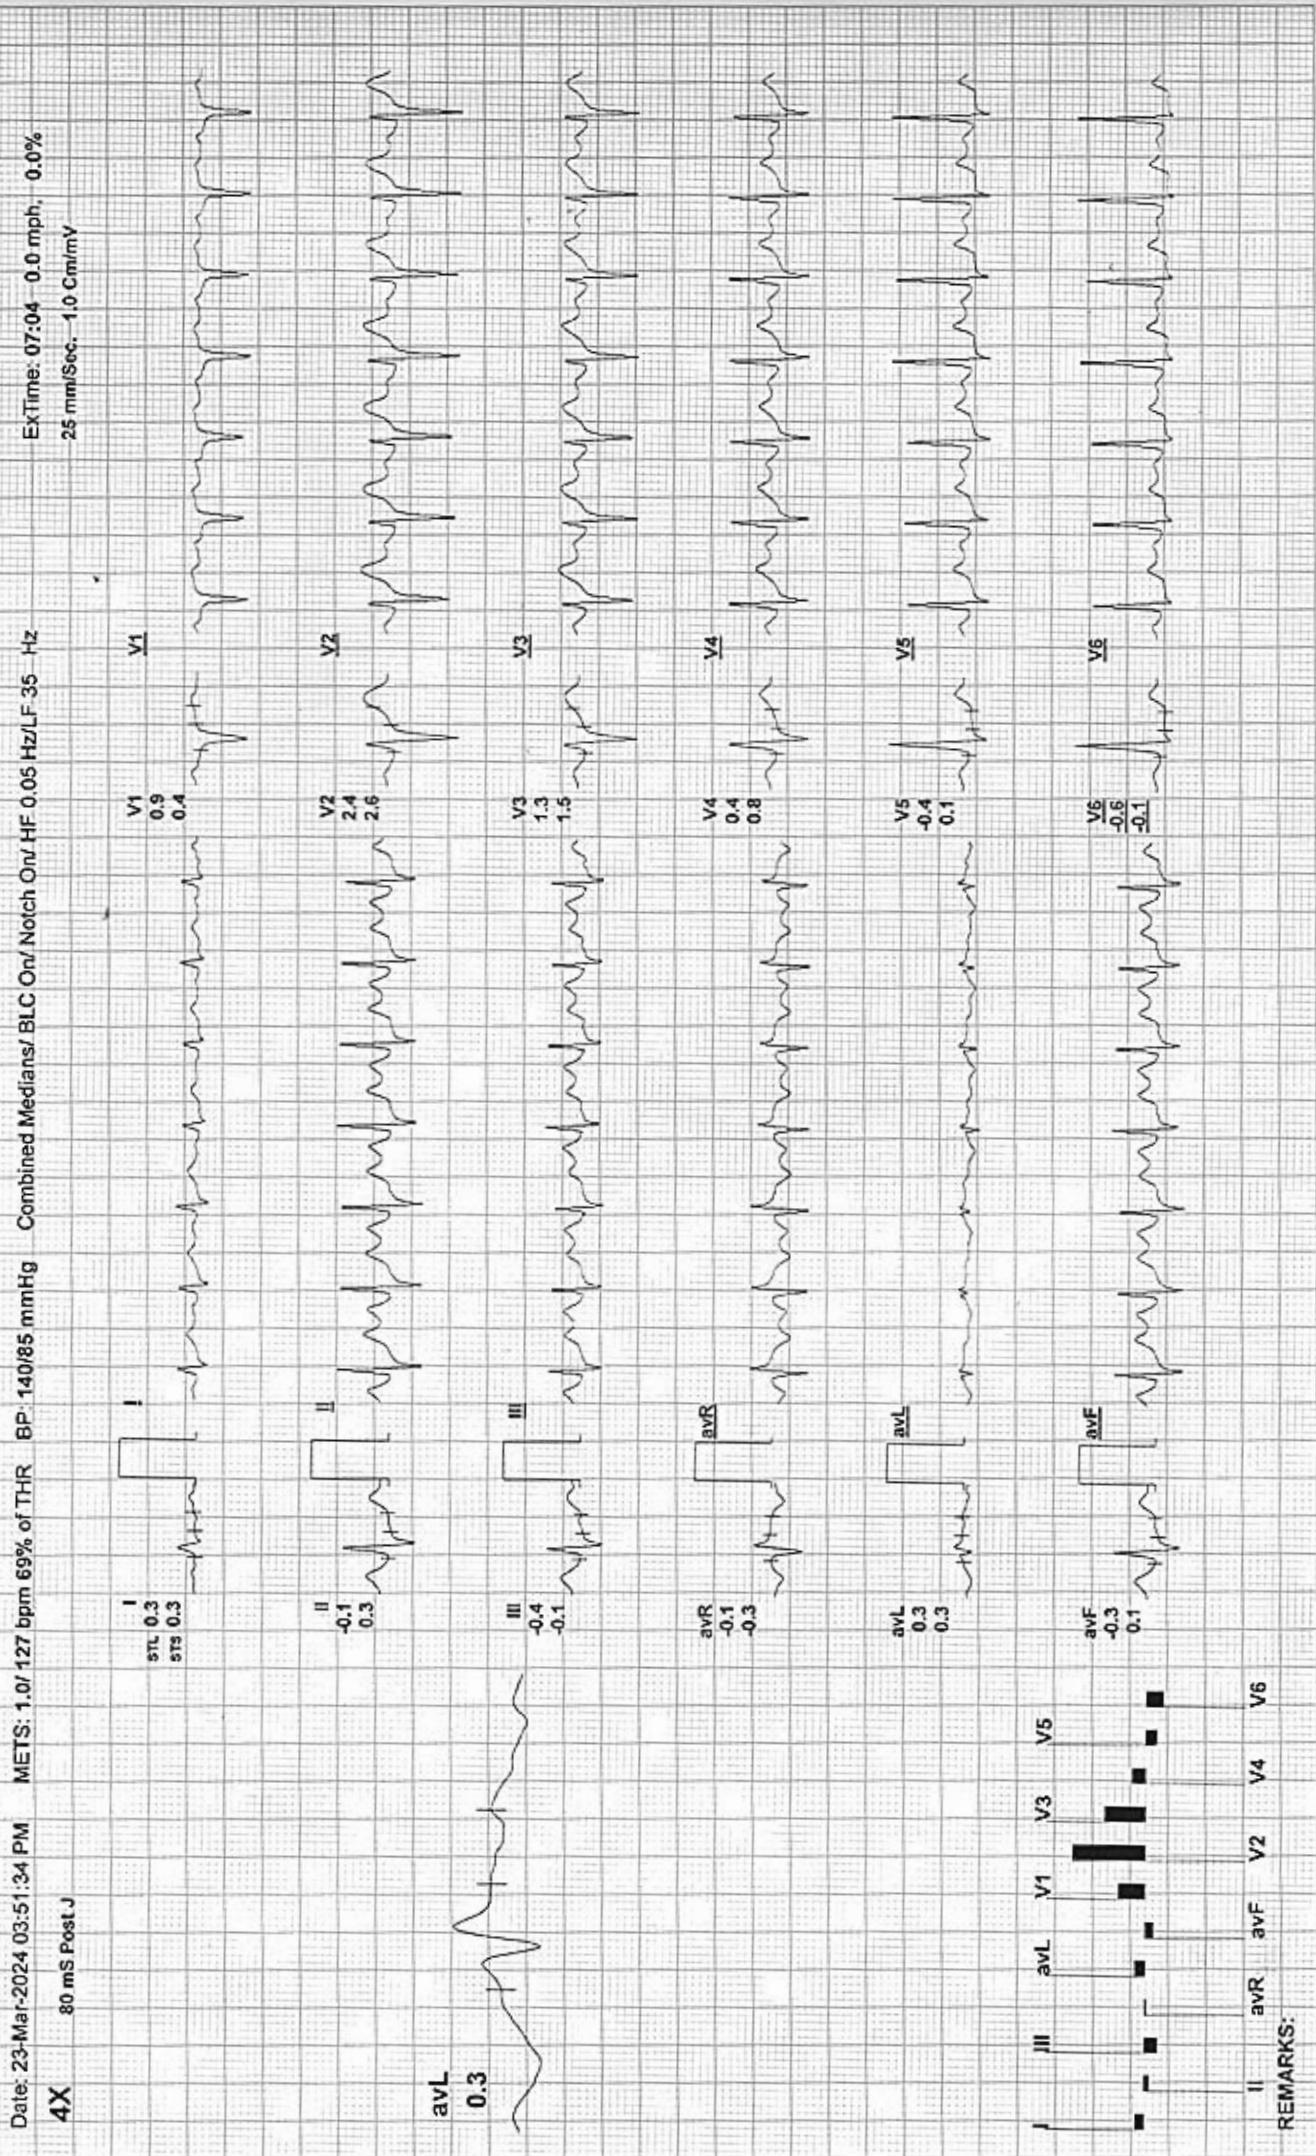 Date: 23-Mar-2024 03:51:34 PM METS: 1.0/ 127 bpm 69% of THR BP: 140/85 mmHg Combined Medians/ BLC On/ Notch On/ HF 0.05 Hz/LF 35 Hz ExTime: 07:04 0.0 mph, 0.0%
4X 80 mS Post J 25 mm/Sec. 1.0 Cm/mV
avL
0.3
I
STL 0.3
STS 0.3
I
V1
0.9
0.4
V1
II
-0.1
0.3
II
V2
2.4
2.6
V2
III
-0.4
-0.1
III
V3
1.3
1.5
V3
avR
-0.1
-0.3
avR
V4
0.4
0.8
V4
avL
0.3
0.3
avL
V5
-0.4
0.1
V5
avF
-0.3
0.1
avF
V6
-0.6
-0.1
V6
I III avL V1 V3 V5
II avR avF V2 V4 V6
REMARKS: